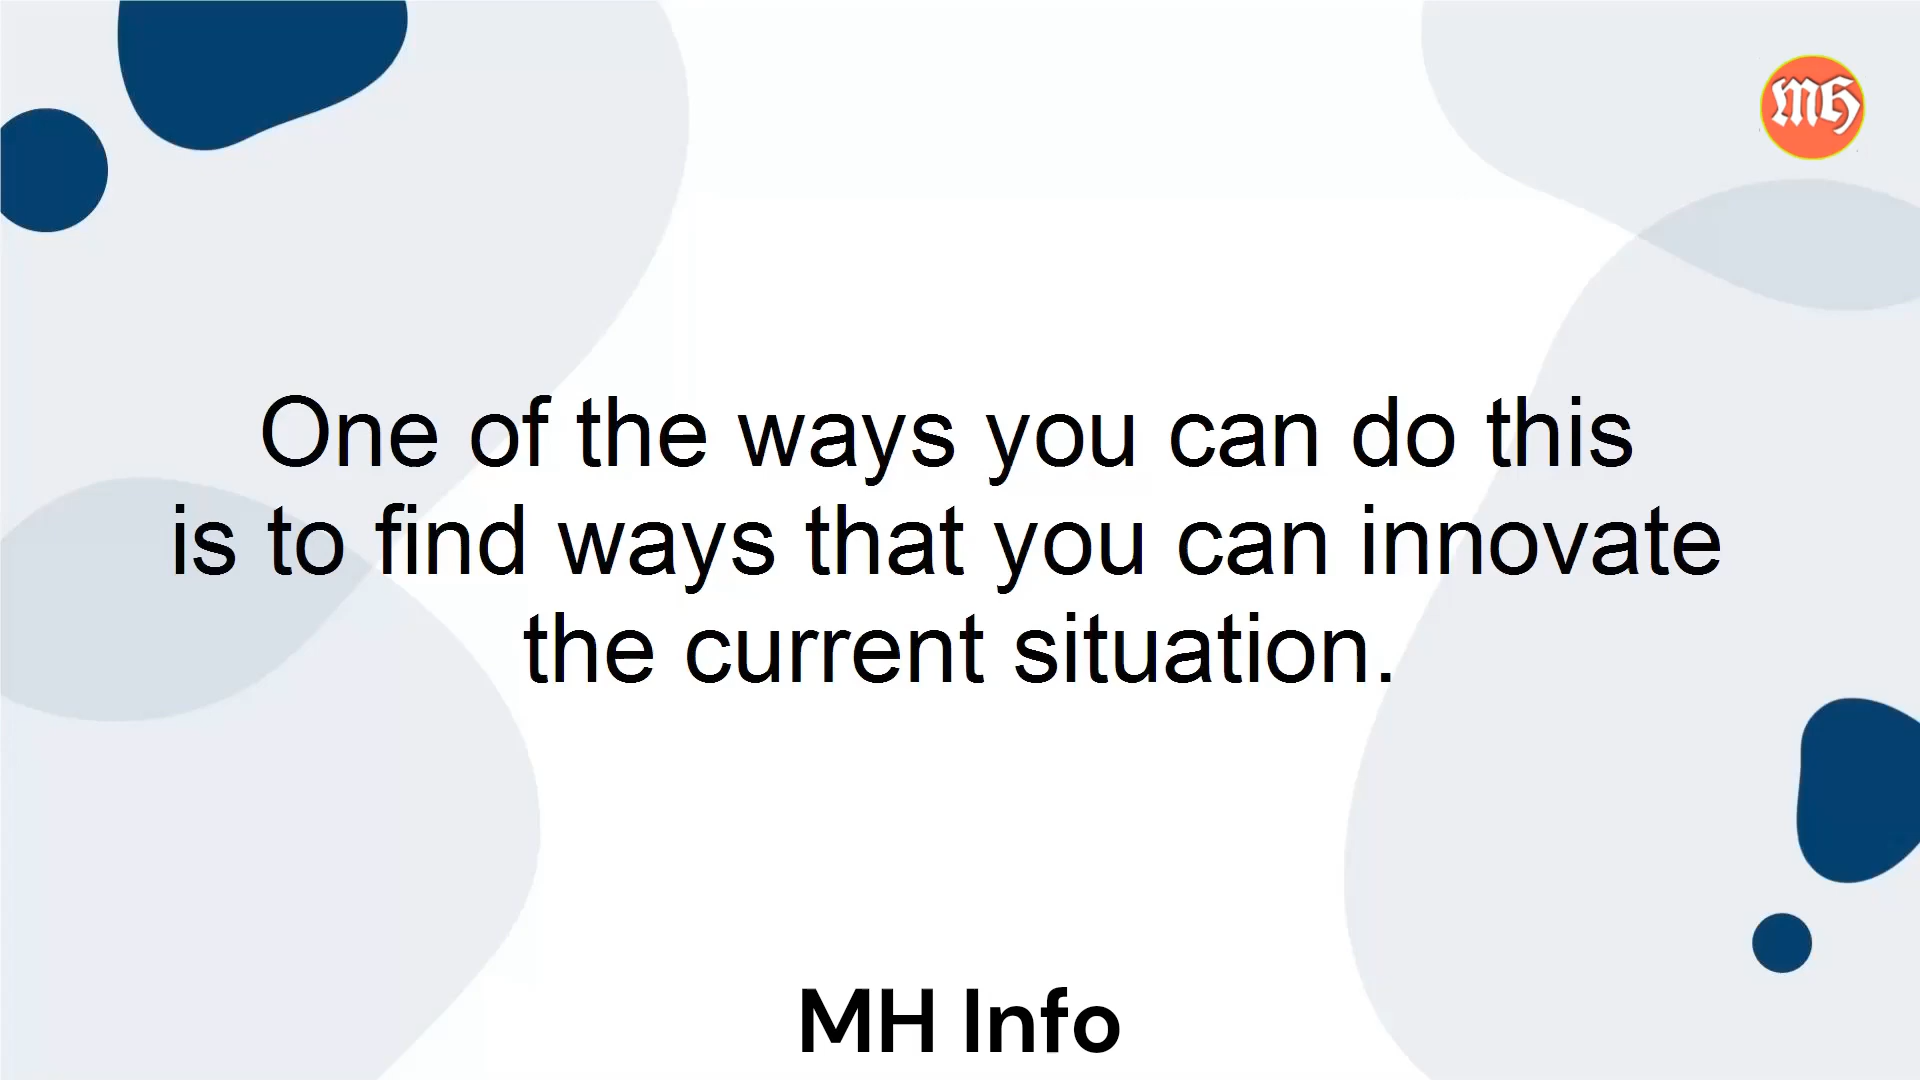 MH
One of the ways you can do this
is to find ways that you can innovate
the current situation.
MH Info